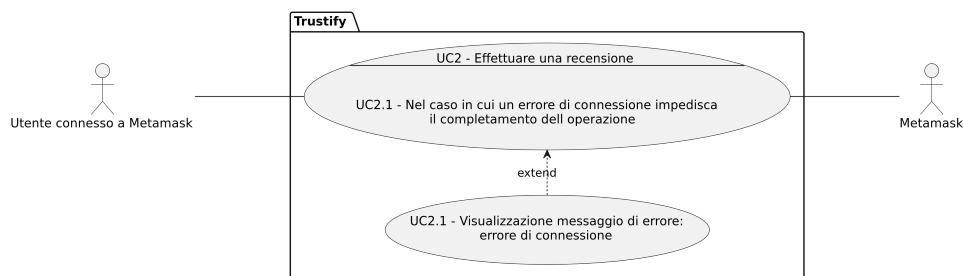 Trustify
UC2 - Effettuare una recensione
UC2.1 - Nel caso in cui un errore di connessione impedisca
il completamento dell operazione
Utente connesso a Metamask
Metamask
extend
UC2.1 - Visualizzazione messaggio di errore:
errore di connessione